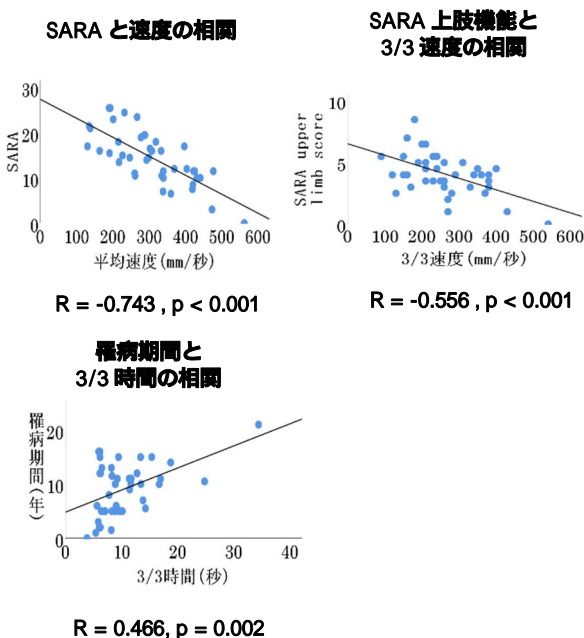 SARA と速度の相関
30
20
10
0
SARA
0 100 200 300 400 500 600
平均速度(mm/秒)
R = -0.743 , p < 0.001
SARA 上肢機能と
3/3 速度の相関
10
5
0
SARA upper
limb score
0 100 200 300 400 500 600
3/3速度(mm/秒)
R = -0.556 , p < 0.001
罹病期間と
3/3 時間の相関
20
10
0
罹病期間(年)
0 10 20 30 40
3/3時間(秒)
R = 0.466, p = 0.002